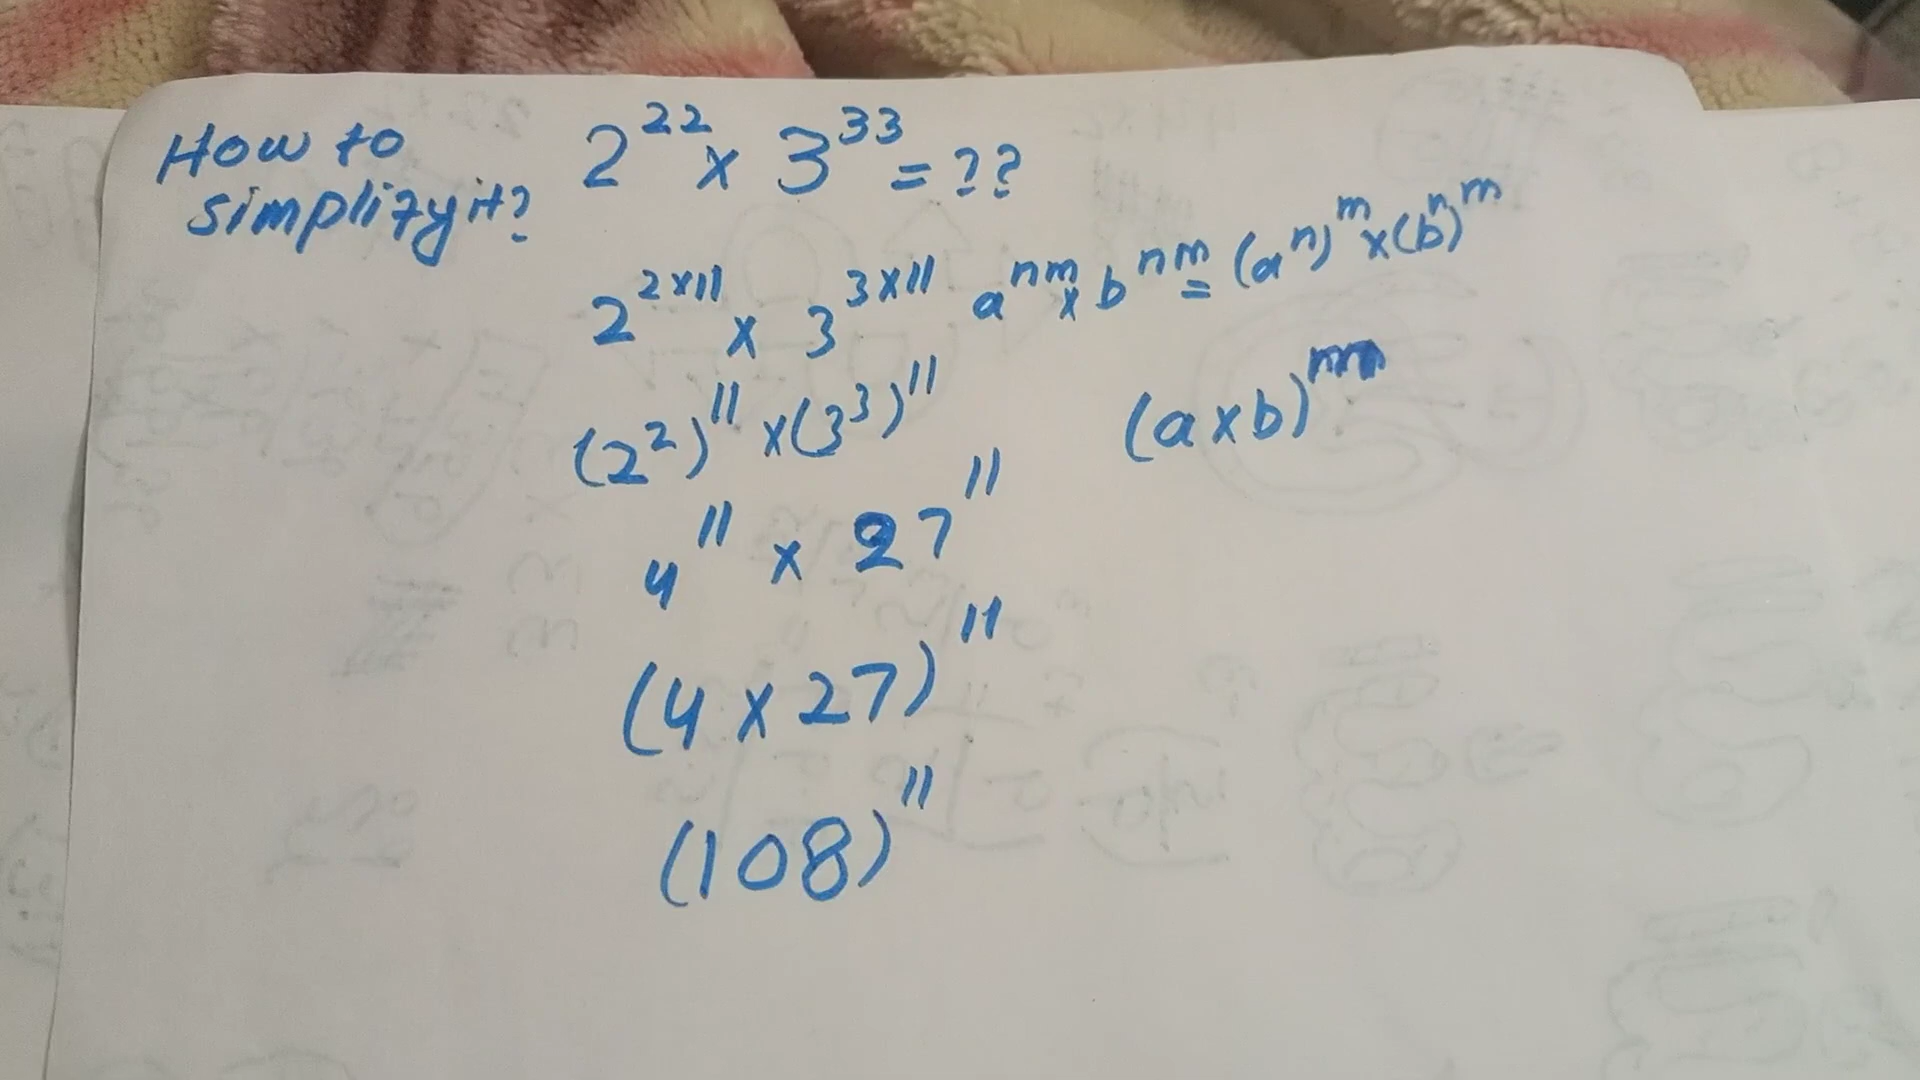 How to simplify it?
2^22 x 3^33 = ??
2^2x11 x 3^3x11
a^nm x b^nm = (a^n)^m x (b^n)^m
(2^2)^11 x (3^3)^11
(a x b)
4^11 x 27^11
(4 x 27)^11
(108)^11